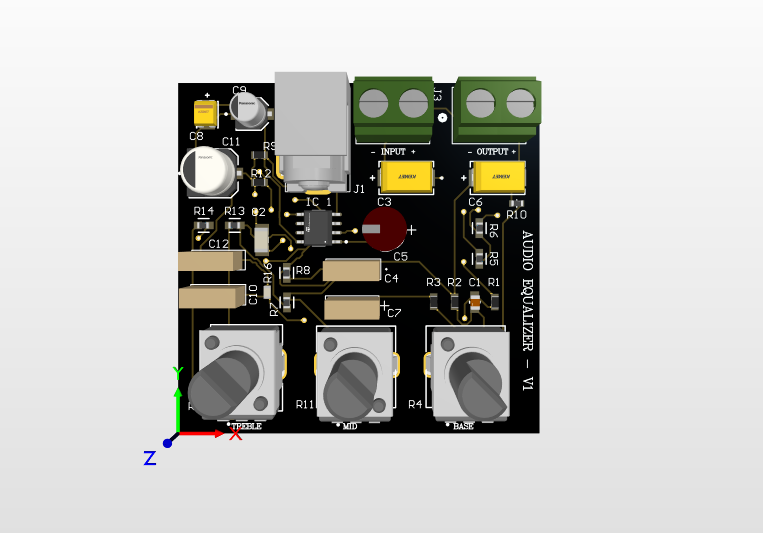 C9
J3
+
C8
- INPUT +
- OUTPUT +
C11
R9
R12
J1
+
C3
+
C6
IC 1
R10
R14
R13
+
R6
C12
C5
R5
R16
R8
C4
C10
R7
+
C7
R3
R2
C1
R1
AUDIO EQUALIZER - V1
R11
R4
TREBLE
MID
BASE
Y
X
Z